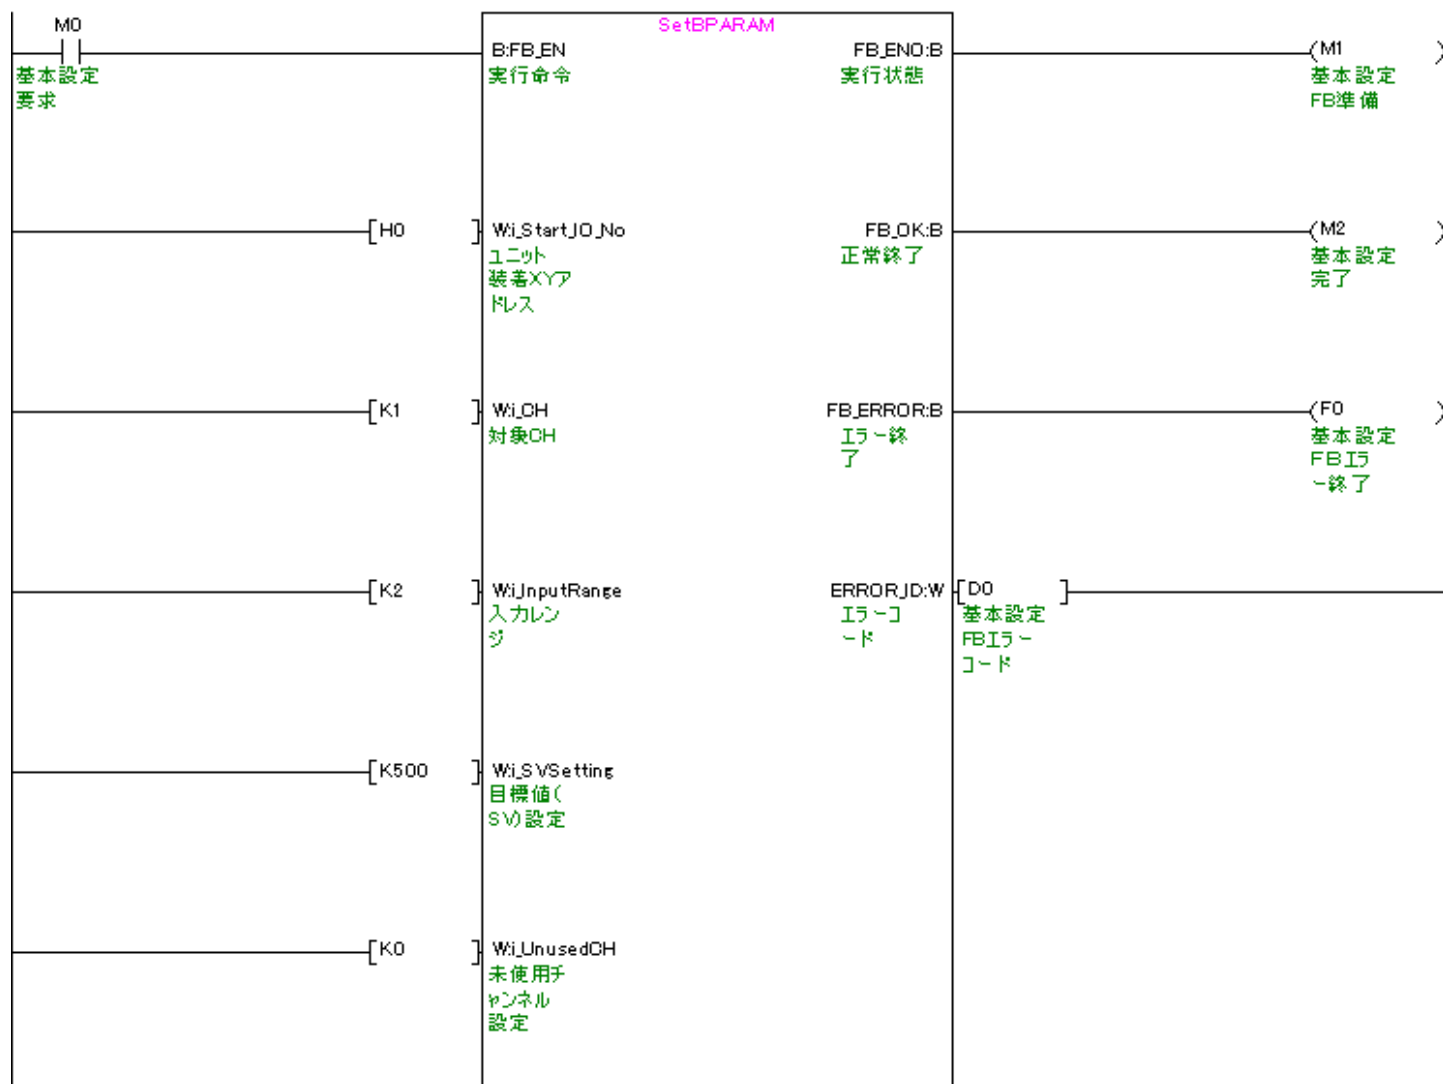 M0
基本設定
要求
SetBPARAM
B:FB_EN
実行命令
FB_ENO:B
実行状態
M1
基本設定
FB準備
H0
W:i_Start_IO_No
ユニット
装着XYア
ドレス
FB_OK:B
正常終了
M2
基本設定
完了
K1
W:i_CH
対象CH
FB_ERROR:B
エラー終
了
F0
基本設定
FBエラ
ー終了
K2
W:i_InputRange
入力レン
ジ
ERROR_ID:W
エラーコ
ード
D0
基本設定
FBエラー
コード
K500
W:i_SVSetting
目標値(
SV)設定
K0
W:i_UnusedCH
未使用チ
ャンネル
設定